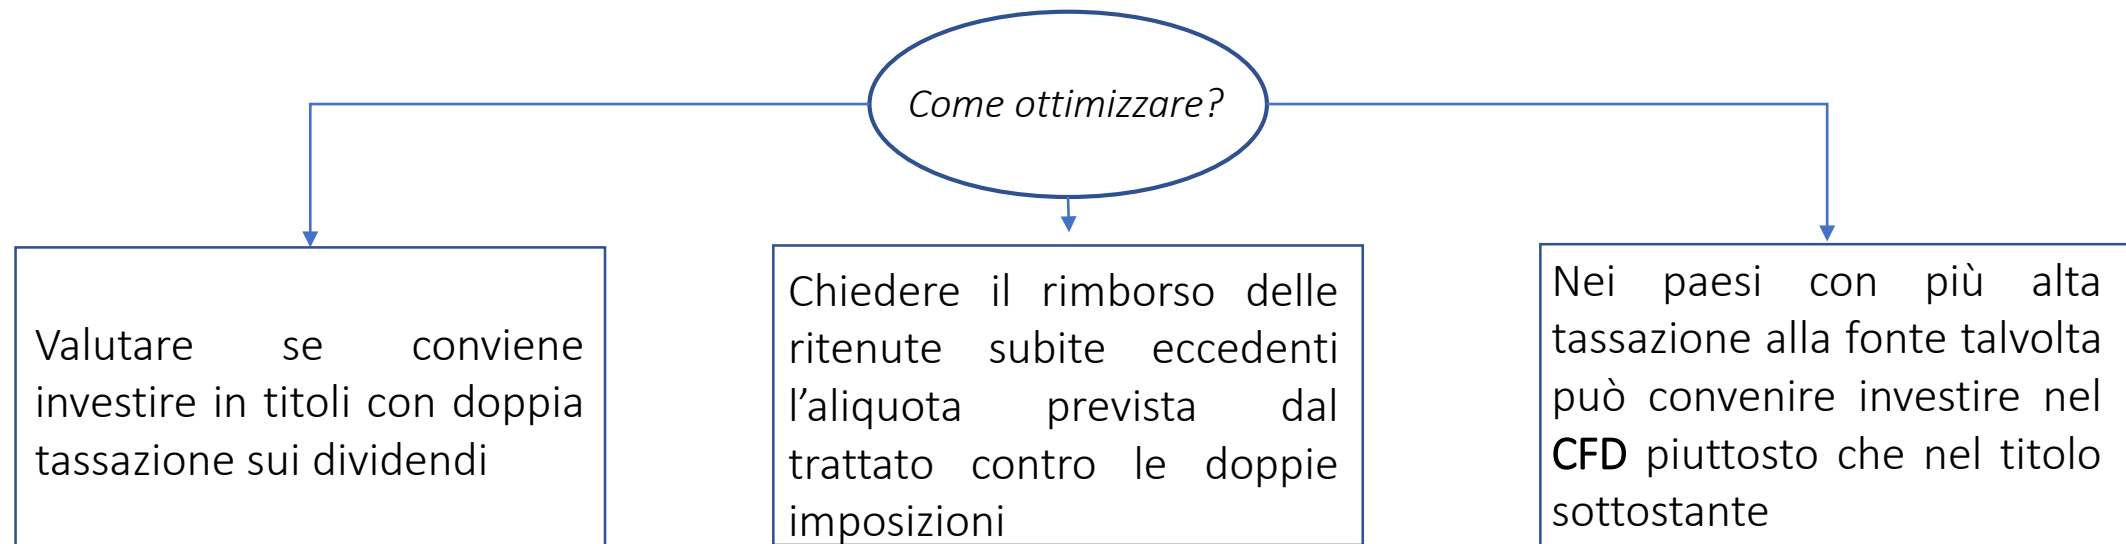 Come ottimizzare?
Valutare se conviene
investire in titoli con doppia
tassazione sui dividendi
Chiedere il rimborso delle
ritenute subite eccedenti
l’aliquota prevista dal
trattato contro le doppie
imposizioni
Nei paesi con più alta
tassazione alla fonte talvolta
può convenire investire nel
CFD piuttosto che nel titolo
sottostante